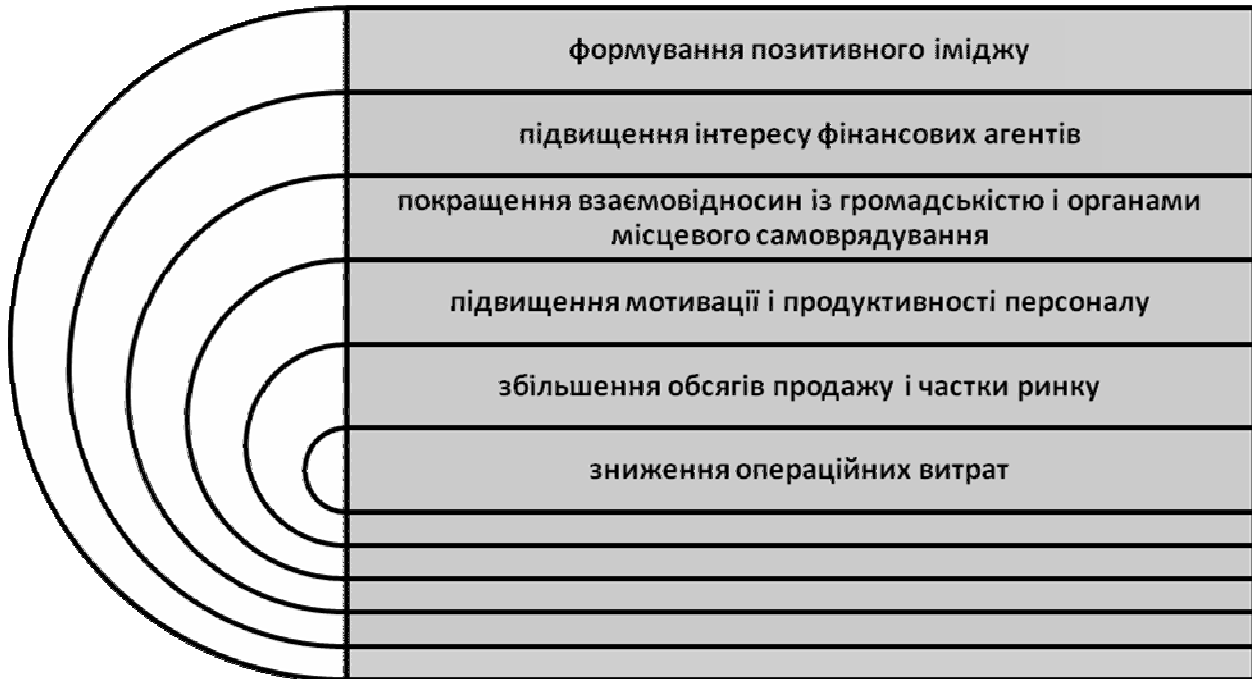 формування позитивного іміджу
підвищення інтересу фінансових агентів
покращення взаємовідносин із громадськістю і органами
місцевого самоврядування
підвищення мотивації і продуктивності персоналу
збільшення обсягів продажу і частки ринку
зниження операційних витрат